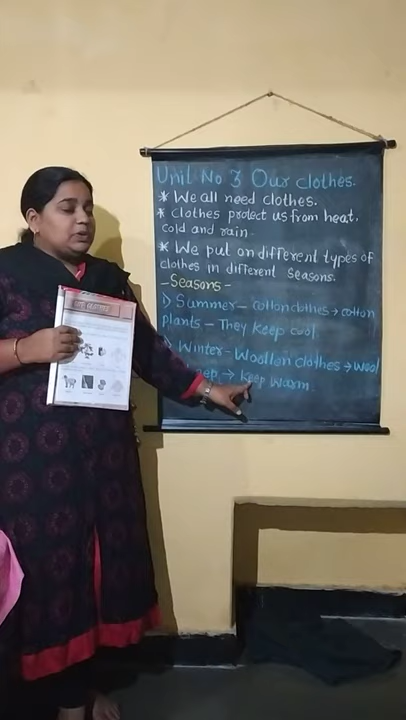 Unit No 3 Our clothes.
* We all need clothes.
* Clothes protect us from heat,
cold and rain.
* We put on different types of
clothes in different seasons.
- Seasons -
1) Summer - cotton clothes → cotton
plants - They keep cool.
Winter - Woollen clothes → wool
→ keep warm.